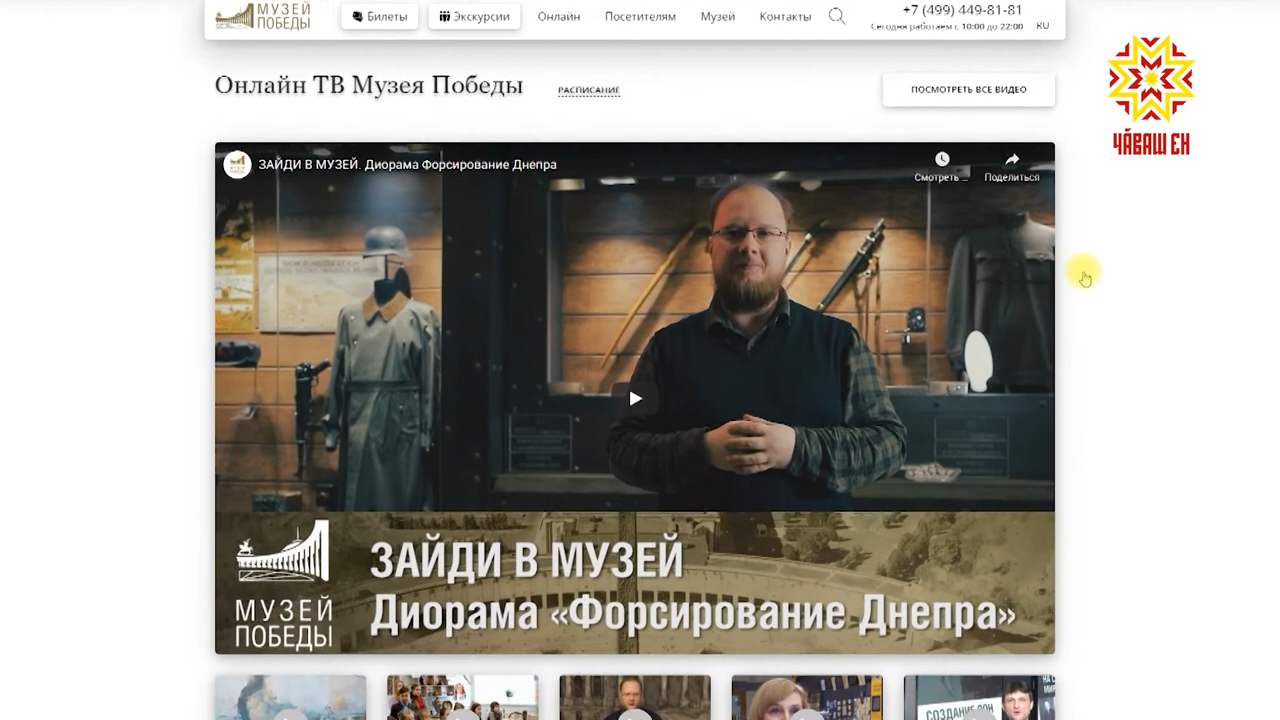 МУЗЕЙ
ПОБЕДЫ
Билеты
Экскурсии
Онлайн
Посетителям
Музей
Контакты
+7 (499) 449-81-81
Сегодня работаем с 10:00 до 22:00
RU
ЧӐВАШ ЕН
Онлайн ТВ Музея Победы
РАСПИСАНИЕ
ПОСМОТРЕТЬ ВСЕ ВИДЕО
ЗАЙДИ В МУЗЕЙ. Диорама Форсирование Днепра
Смотреть ...
Поделиться
МУЗЕЙ
ПОБЕДЫ
ЗАЙДИ В МУЗЕЙ
Диорама «Форсирование Днепра»
СОЗДАНИЕ ООН